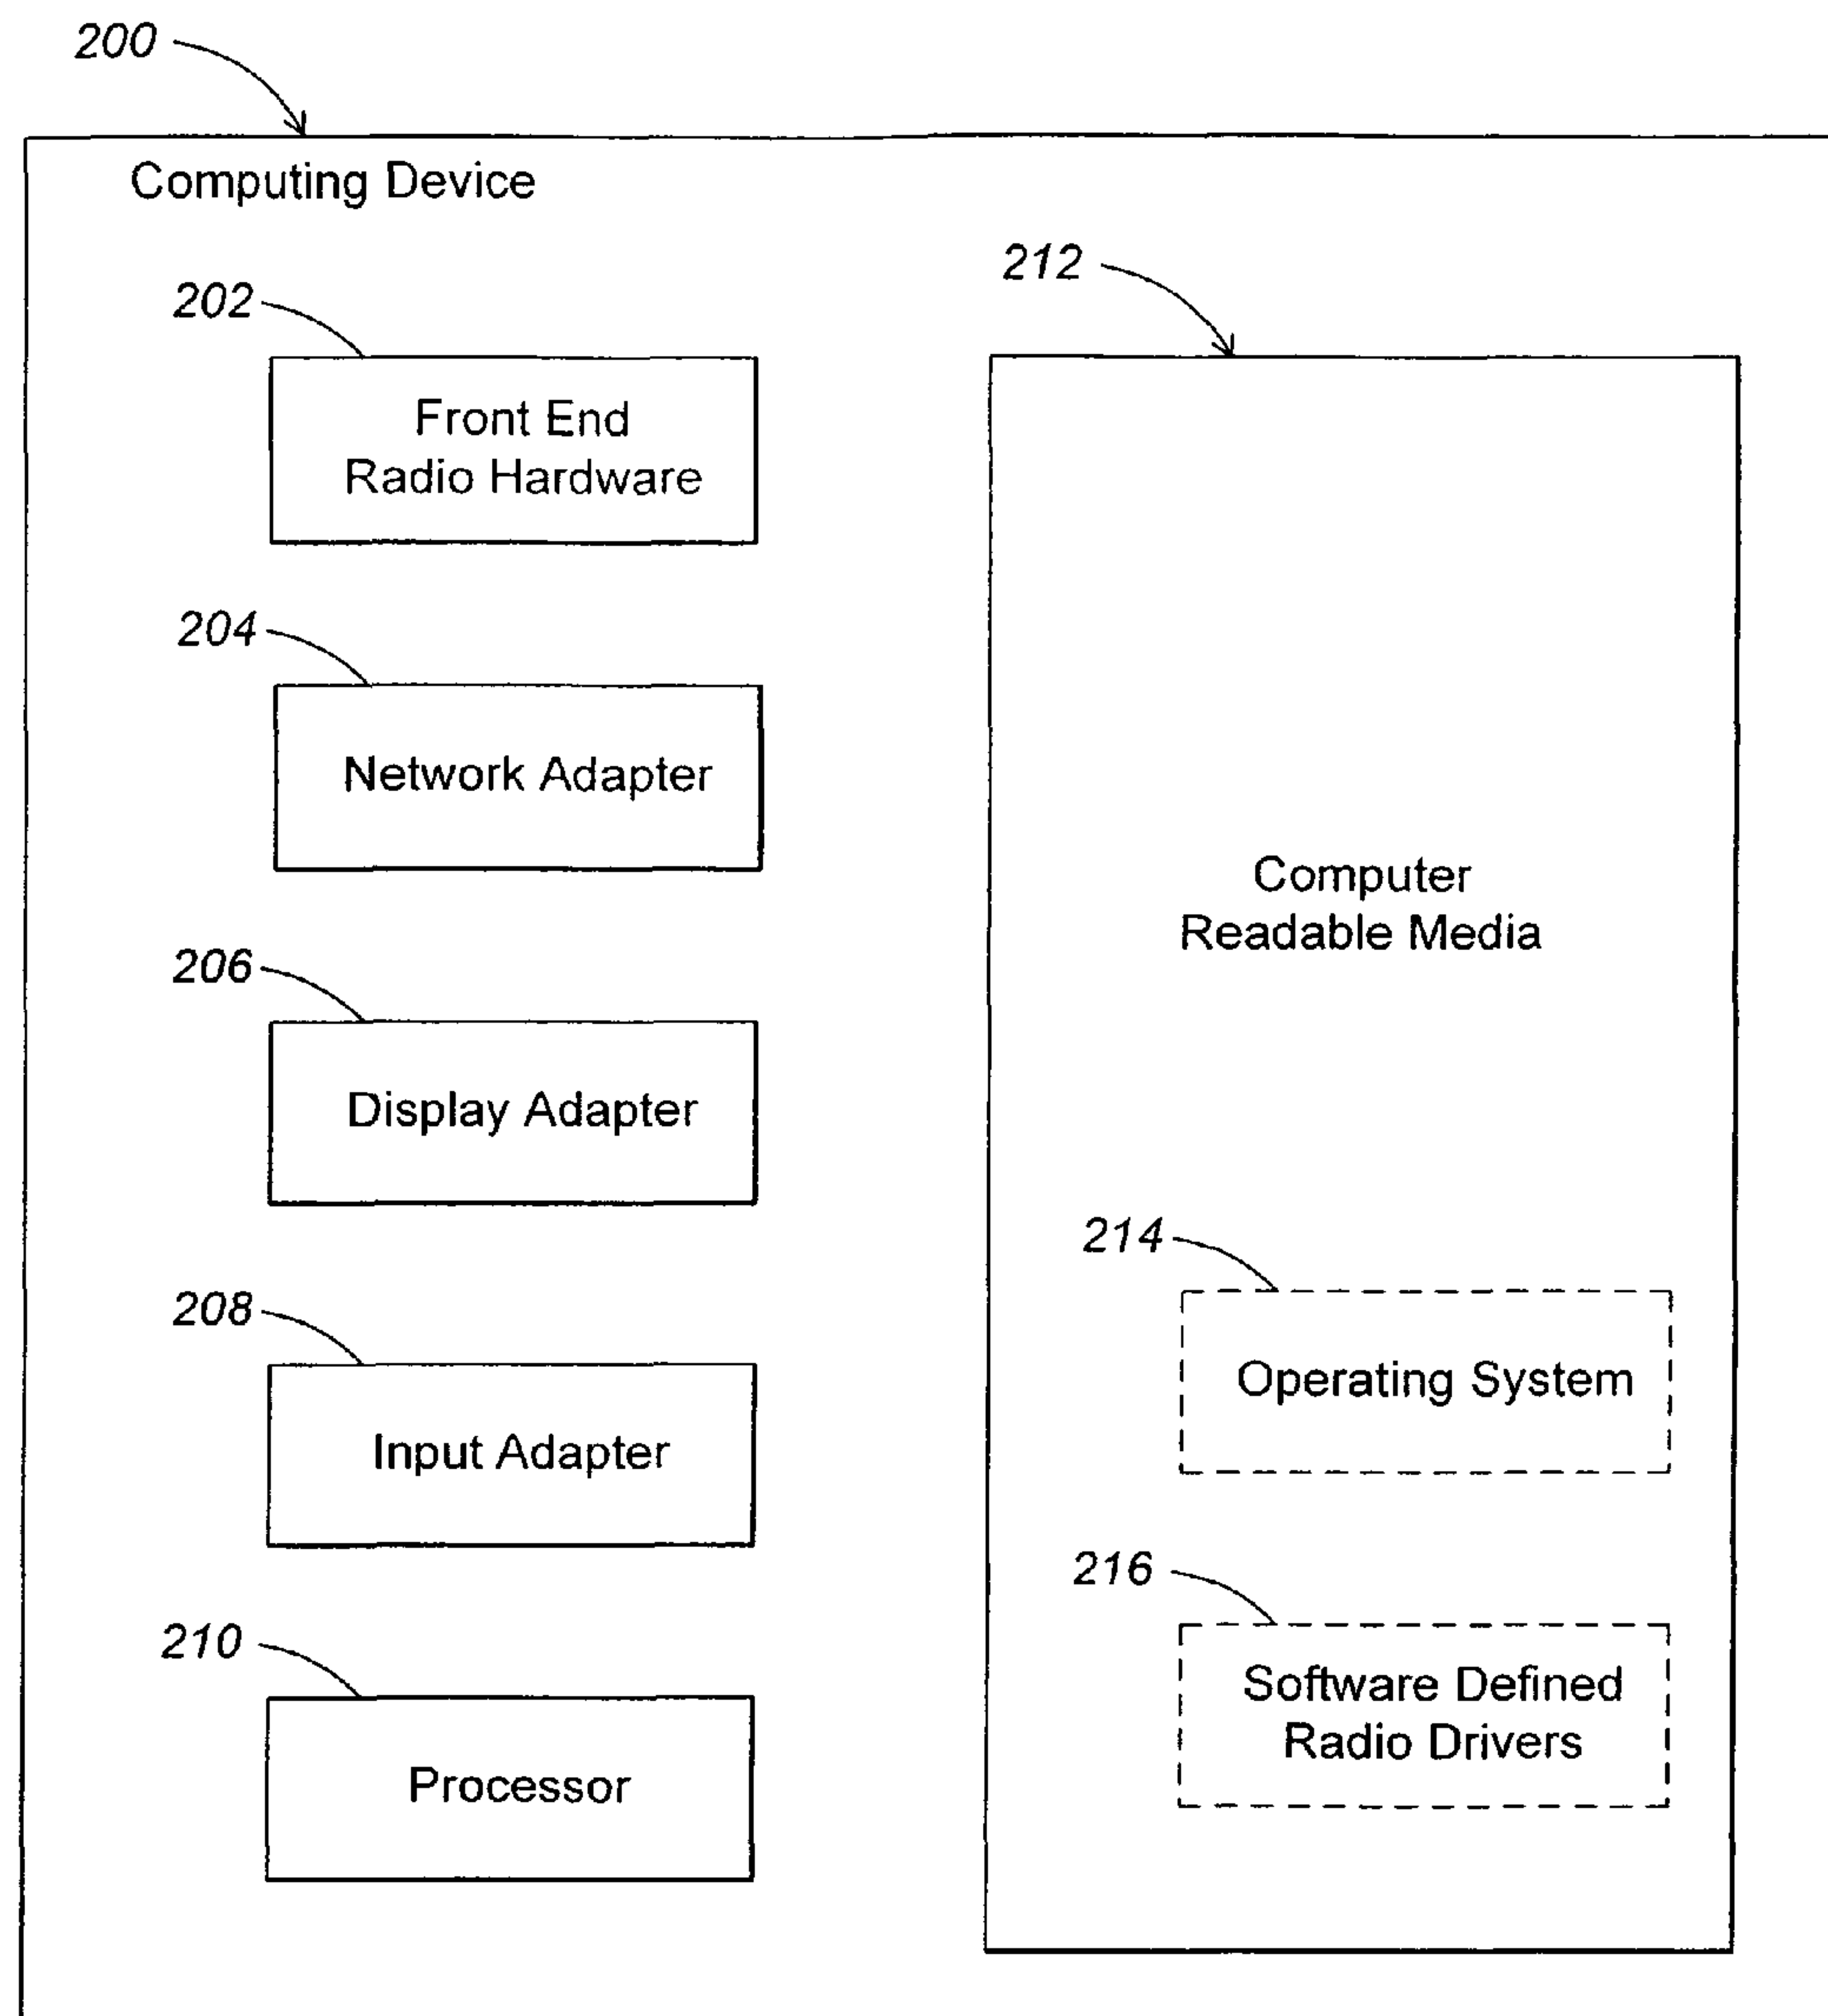 200
Computing Device
202
Front End
Radio Hardware
204
Network Adapter
206
Display Adapter
208
Input Adapter
210
Processor
212
Computer
Readable Media
214
Operating System
216
Software Defined
Radio Drivers